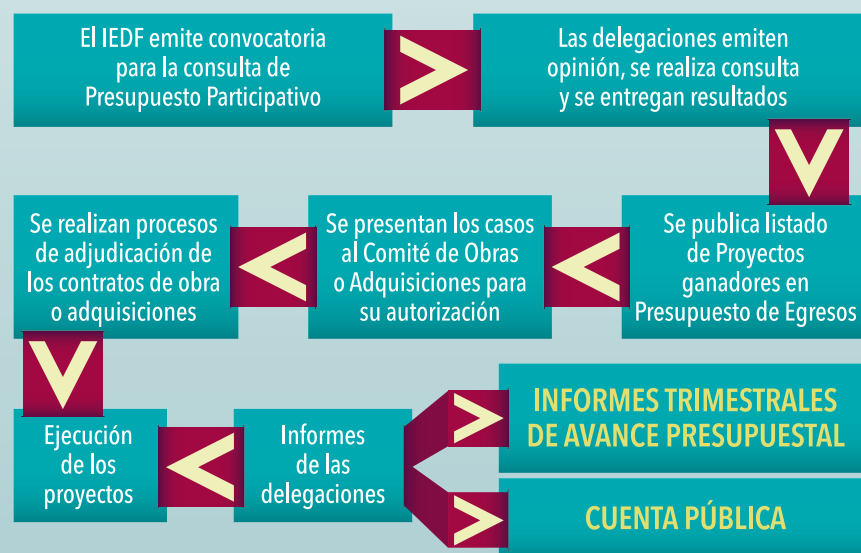 El IEDF emite convocatoria
para la consulta de
Presupuesto Participativo
Las delegaciones emiten
opinión, se realiza consulta
y se entregan resultados
Se publica listado
de Proyectos
ganadores en
Presupuesto de Egresos
Se presentan los casos
al Comité de Obras
o Adquisiciones para
su autorización
Se realizan procesos
de adjudicación de
los contratos de obra
o adquisiciones
Ejecución
de los
proyectos
Informes
de las
delegaciones
INFORMES TRIMESTRALES
DE AVANCE PRESUPUESTAL
CUENTA PÚBLICA